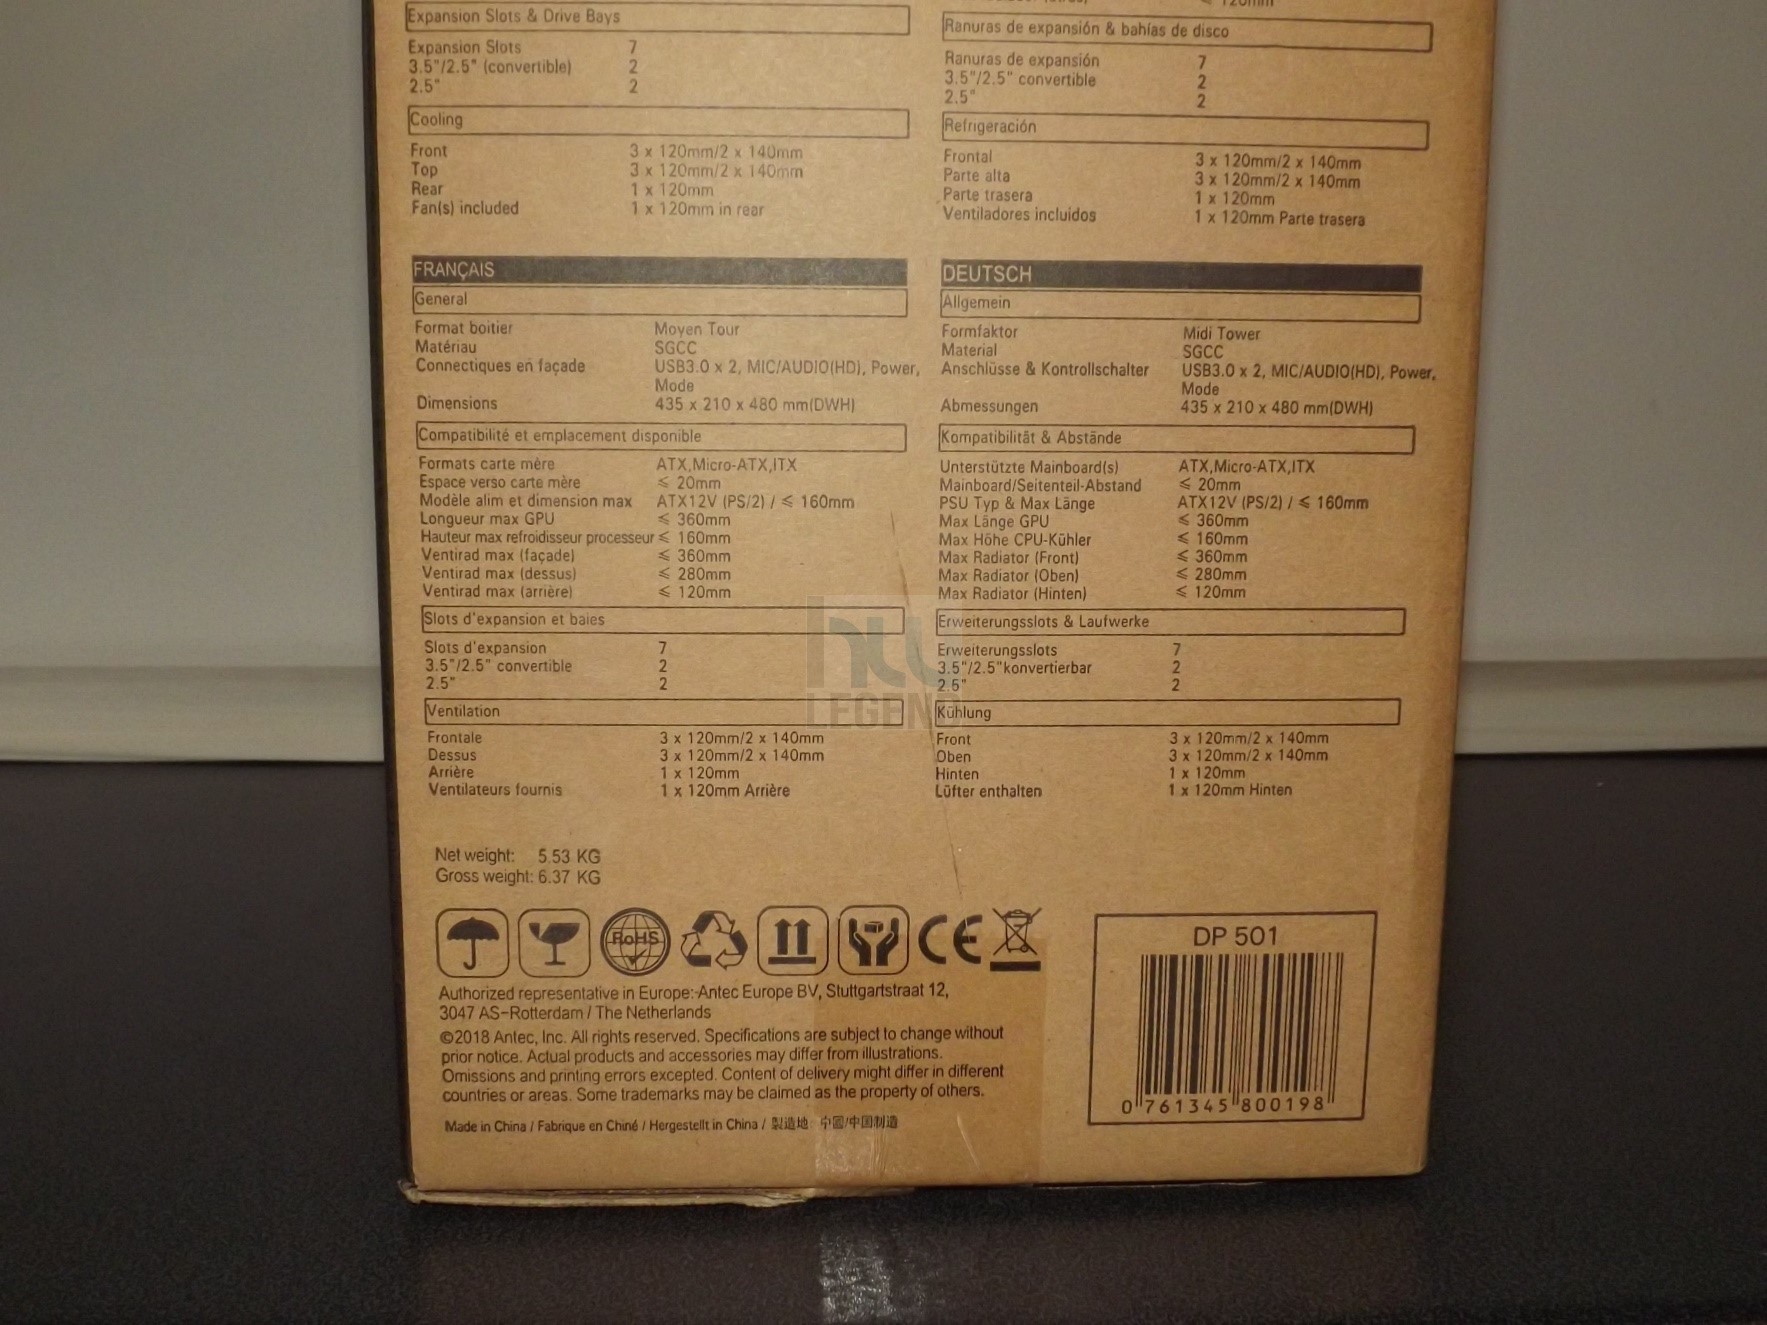 Expansion Slots & Drive Bays
Expansion Slots 7
3.5"/2.5" (convertible) 2
2.5" 2
Cooling
Front 3 x 120mm/2 x 140mm
Top 3 x 120mm/2 x 140mm
Rear 1 x 120mm
Fan(s) included 1 x 120mm in rear
120mm
Ranuras de expansión & bahías de disco
Ranuras de expansión 7
3.5"/2.5" convertible 2
2.5" 2
Refrigeración
Frontal 3 x 120mm/2 x 140mm
Parte alta 3 x 120mm/2 x 140mm
Parte trasera 1 x 120mm
Ventiladores incluidos 1 x 120mm Parte trasera
FRANÇAIS
General
Format boitier Moyen Tour
Matériau SGCC
Connectiques en façade USB3.0 x 2, MIC/AUDIO(HD), Power,
Mode
Dimensions 435 x 210 x 480 mm(DWH)
Compatibilité et emplacement disponible
Formats carte mère ATX,Micro-ATX,ITX
Espace verso carte mère ≤ 20mm
Modèle alim et dimension max ATX12V (PS/2) / ≤ 160mm
Longueur max GPU ≤ 360mm
Hauteur max refroidisseur processeur ≤ 160mm
Ventirad max (façade) ≤ 360mm
Ventirad max (dessus) ≤ 280mm
Ventirad max (arrière) ≤ 120mm
Slots d'expansion et baies
Slots d'expansion 7
3.5"/2.5" convertible 2
2.5" 2
Ventilation
Frontale 3 x 120mm/2 x 140mm
Dessus 3 x 120mm/2 x 140mm
Arrière 1 x 120mm
Ventilateurs fournis 1 x 120mm Arrière
DEUTSCH
Allgemein
Formfaktor Midi Tower
Material SGCC
Anschlüsse & Kontrollschalter USB3.0 x 2, MIC/AUDIO(HD), Power,
Mode
Abmessungen 435 x 210 x 480 mm(DWH)
Kompatibilität & Abstände
Unterstützte Mainboard(s) ATX,Micro-ATX,ITX
Mainboard/Seitenteil-Abstand ≤ 20mm
PSU Typ & Max Länge ATX12V (PS/2) / ≤ 160mm
Max Länge GPU ≤ 360mm
Max Höhe CPU-Kühler ≤ 160mm
Max Radiator (Front) ≤ 360mm
Max Radiator (Oben) ≤ 280mm
Max Radiator (Hinten) ≤ 120mm
Erweiterungsslots & Laufwerke
Erweiterungsslots 7
3.5"/2.5"konvertierbar 2
2.5" 2
Kühlung
Front 3 x 120mm/2 x 140mm
Oben 3 x 120mm/2 x 140mm
Hinten 1 x 120mm
Lüfter enthalten 1 x 120mm Hinten
LEGEND
Net weight: 5.53 KG
Gross weight: 6.37 KG
RoHS
CE
Authorized representative in Europe:-Antec Europe BV, Stuttgartstraat 12,
3047 AS-Rotterdam / The Netherlands
©2018 Antec, Inc. All rights reserved. Specifications are subject to change without
prior notice. Actual products and accessories may differ from illustrations.
Omissions and printing errors excepted. Content of delivery might differ in different
countries or areas. Some trademarks may be claimed as the property of others.
Made in China / Fabrique en Chine / Hergestellt in China / 製造地: 中國/中国制造
DP 501
0 761345 800198